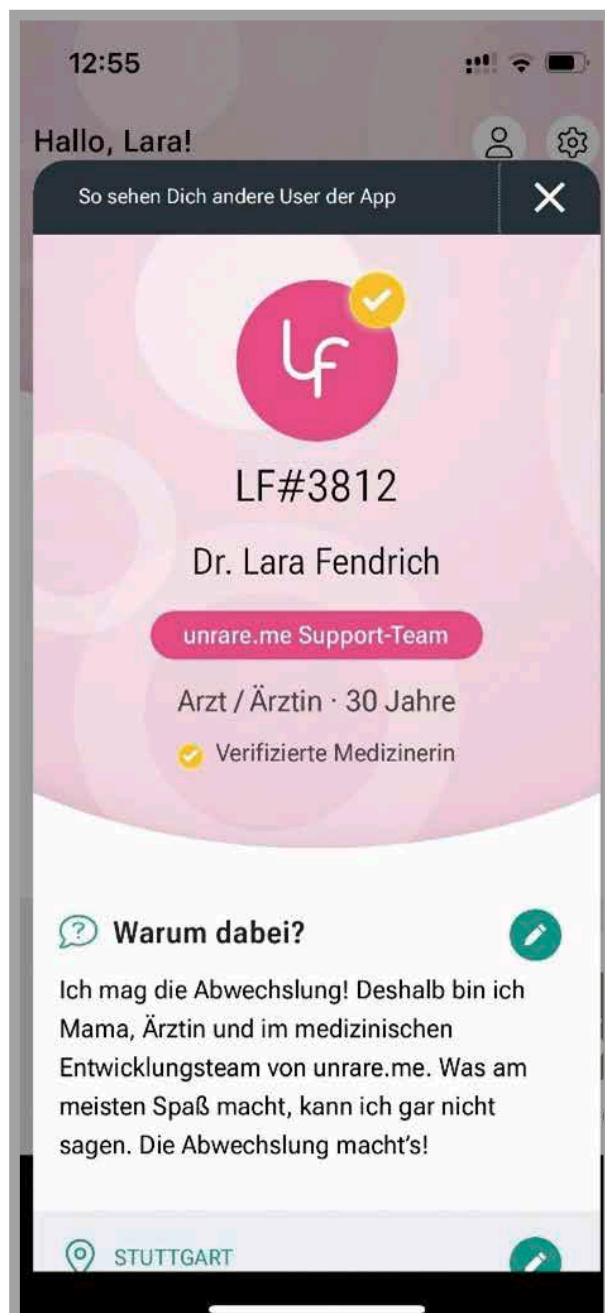 12:55
Hallo, Lara!
So sehen Dich andere User der App
LF
LF#3812
Dr. Lara Fendrich
unrare.me Support-Team
Arzt / Ärztin · 30 Jahre
Verifizierte Medizinerin
Warum dabei?
Ich mag die Abwechslung! Deshalb bin ich
Mama, Ärztin und im medizinischen
Entwicklungsteam von unrare.me. Was am
meisten Spaß macht, kann ich gar nicht
sagen. Die Abwechslung macht's!
STUTTGART